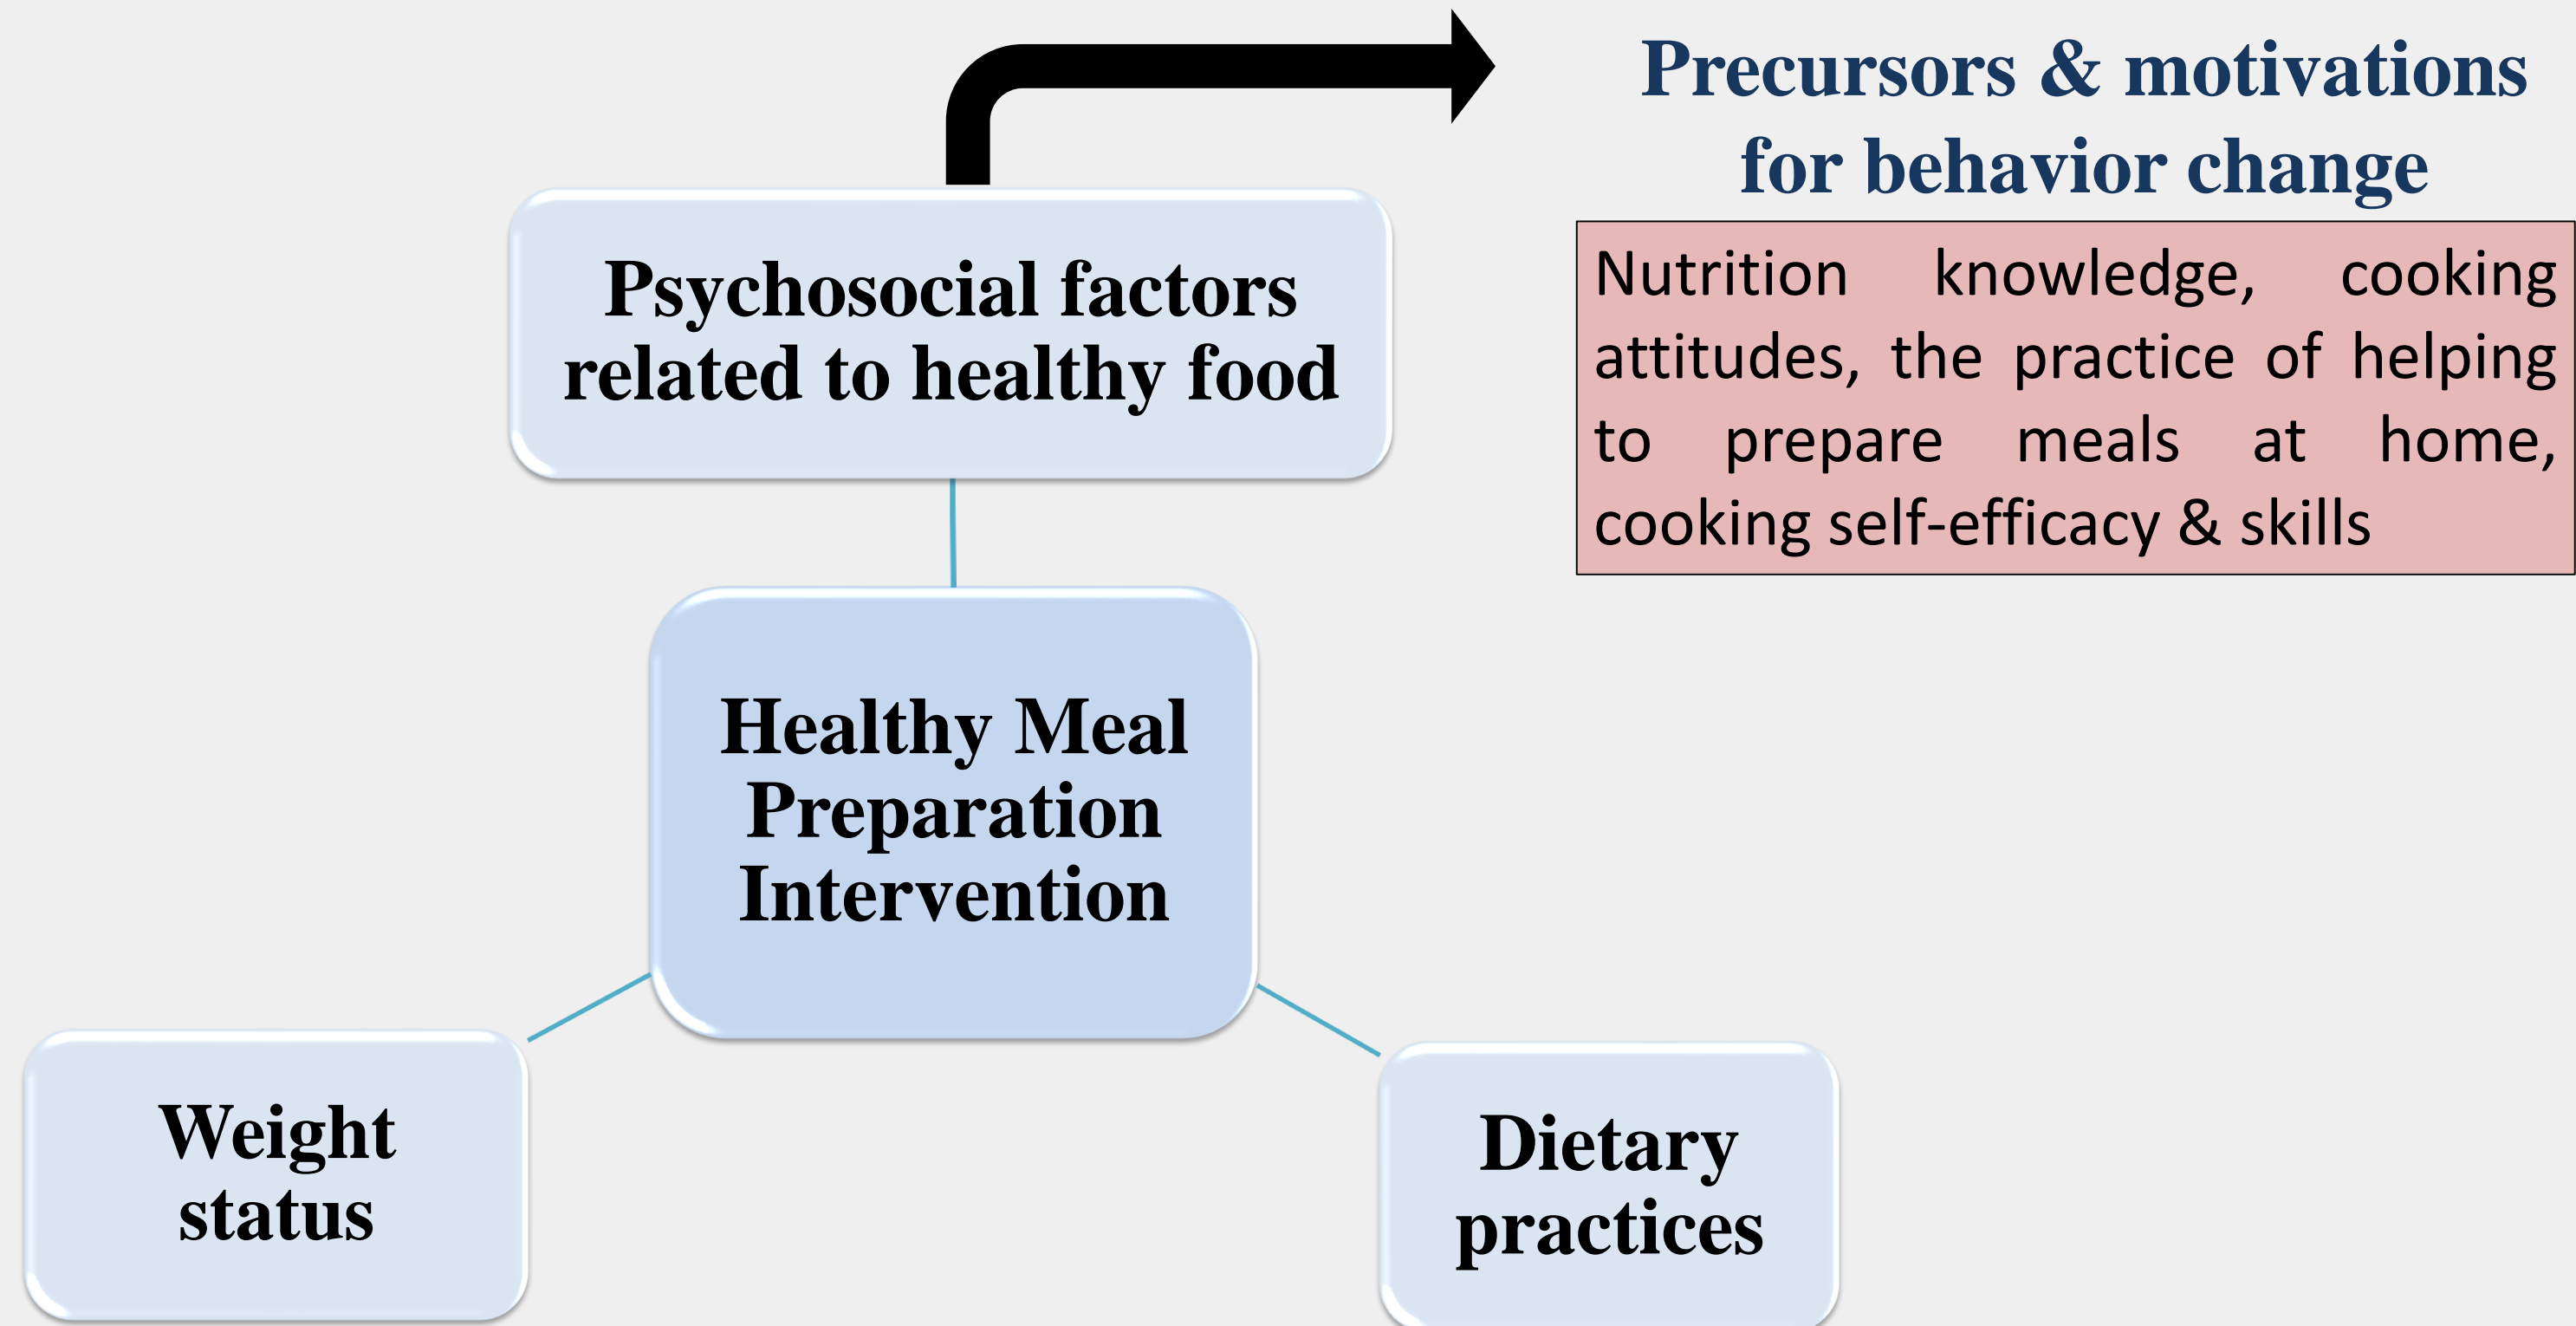 Precursors & motivations
for behavior change
Psychosocial factors
related to healthy food
Nutrition knowledge, cooking
attitudes, the practice of helping
to prepare meals at home,
cooking self-efficacy & skills
Healthy Meal
Preparation
Intervention
Weight
status
Dietary
practices